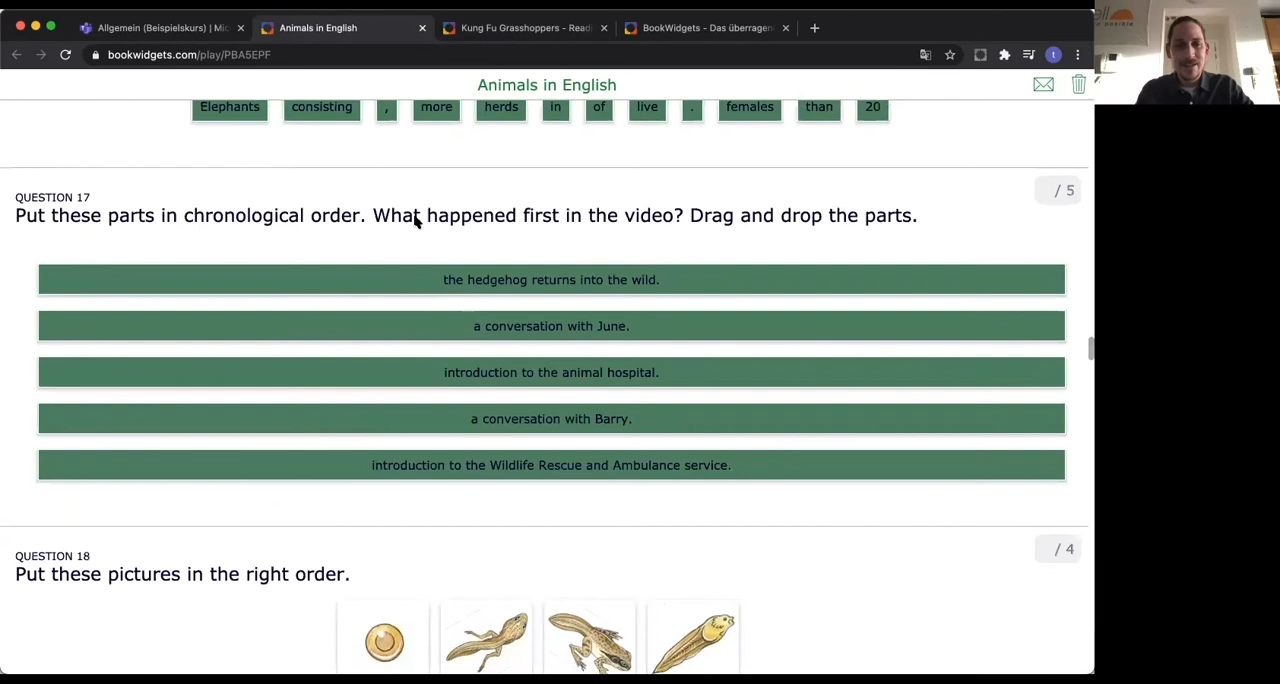 Allgemein (Beispielskurs) | Mic
Animals in English
Kung Fu Grasshoppers - Readi
BookWidgets - Das überragen
bookwidgets.com/play/PBA5EPF
t
Animals in English
Elephants consisting , more herds in of live . females than 20
QUESTION 17
/ 5
Put these parts in chronological order. What happened first in the video? Drag and drop the parts.
the hedgehog returns into the wild.
a conversation with June.
introduction to the animal hospital.
a conversation with Barry.
introduction to the Wildlife Rescue and Ambulance service.
QUESTION 18
/ 4
Put these pictures in the right order.